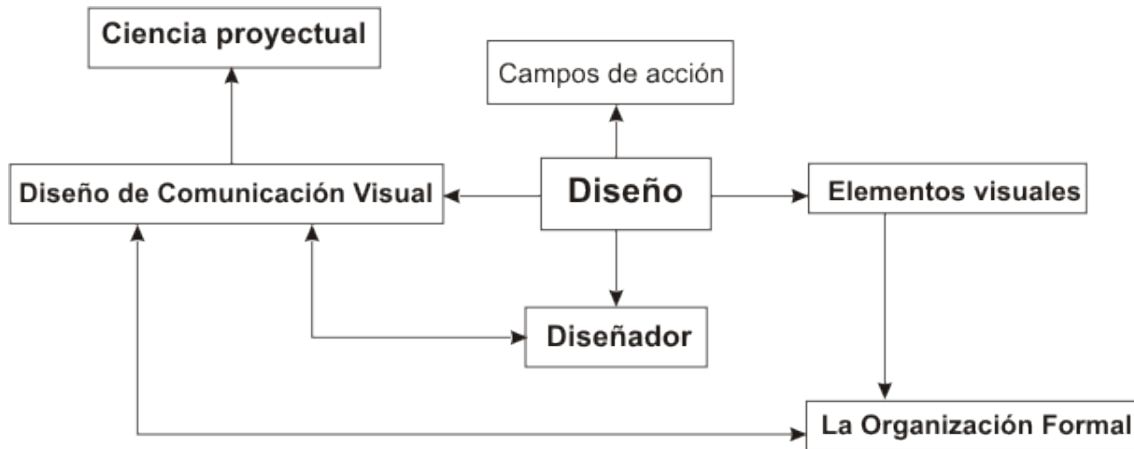 Ciencia proyectual
Campos de acción
Diseño de Comunicación Visual
Diseño
Elementos visuales
Diseñador
La Organización Formal